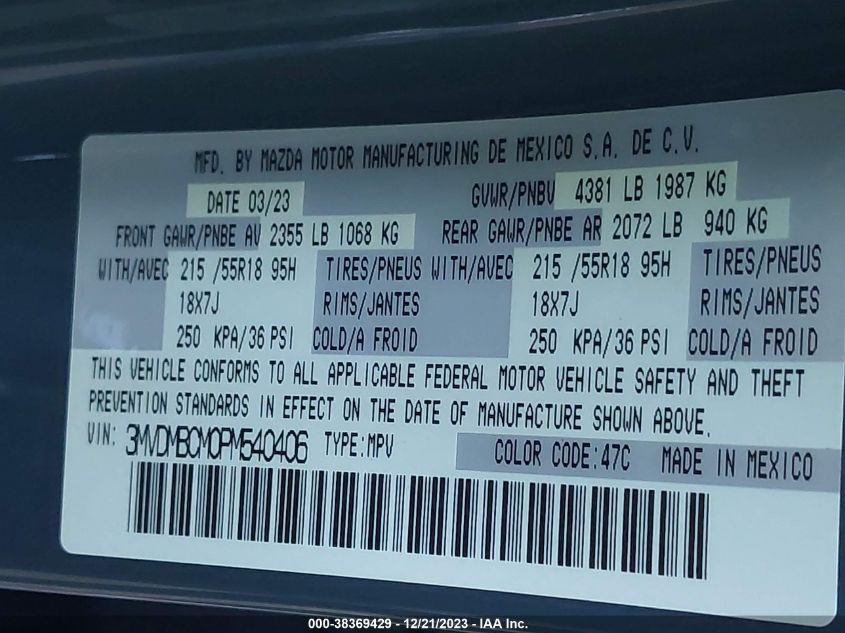 MFD. BY MAZDA MOTOR MANUFACTURING DE MEXICO S.A. DE C.V.
DATE 03/23 GVWR/PNBV 4381 LB 1987 KG
FRONT GAWR/PNBE AV 2355 LB 1068 KG REAR GAWR/PNBE AR 2072 LB 940 KG
WITH/AVEC 215 /55R18 95H TIRES/PNEUS WITH/AVEC 215 /55R18 95H TIRES/PNEUS
18X7J RIMS/JANTES 18X7J RIMS/JANTES
250 KPA/36 PSI COLD/A FROID 250 KPA/36 PSI COLD/A FROID
THIS VEHICLE CONFORMS TO ALL APPLICABLE FEDERAL MOTOR VEHICLE SAFETY AND THEFT
PREVENTION STANDARDS IN EFFECT ON THE DATE OF MANUFACTURE SHOWN ABOVE.
VIN: 3MVDMBCM0PM540406 TYPE:MPV COLOR CODE:47C MADE IN MEXICO
000-38369429 - 12/21/2023 - IAA Inc.